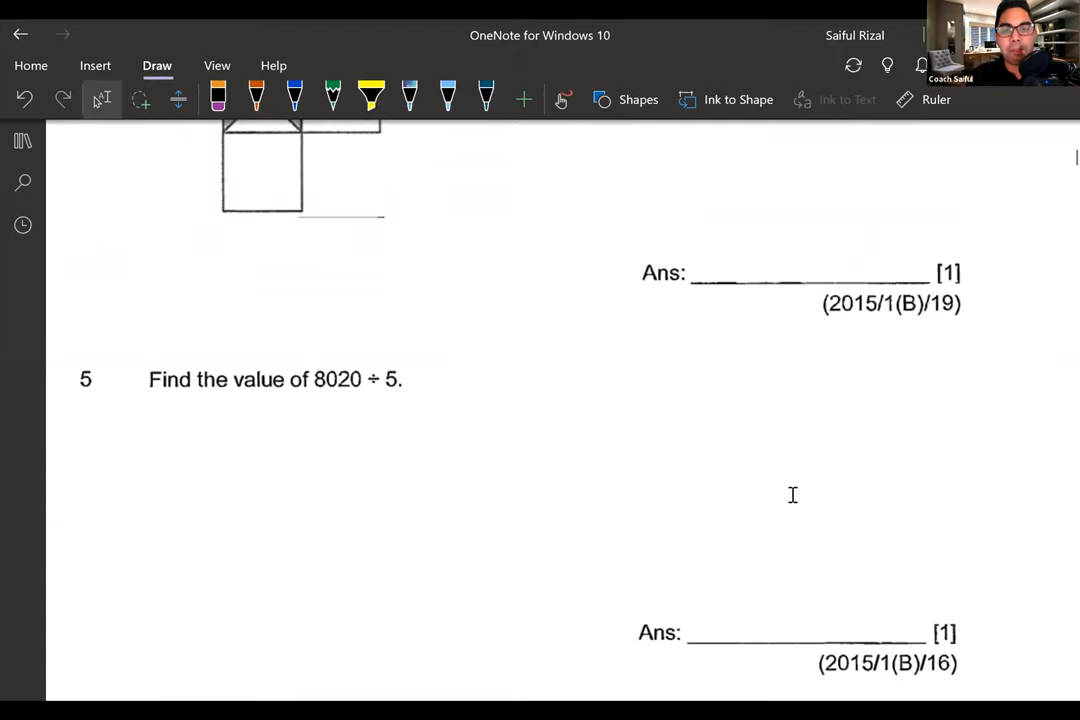 OneNote for Windows 10
Saiful Rizal
Coach Saiful
Home Insert Draw View Help
Shapes Ink to Shape Ink to Text Ruler
Ans: [1]
(2015/1(B)/19)
5 Find the value of 8020 ÷ 5.
Ans: [1]
(2015/1(B)/16)